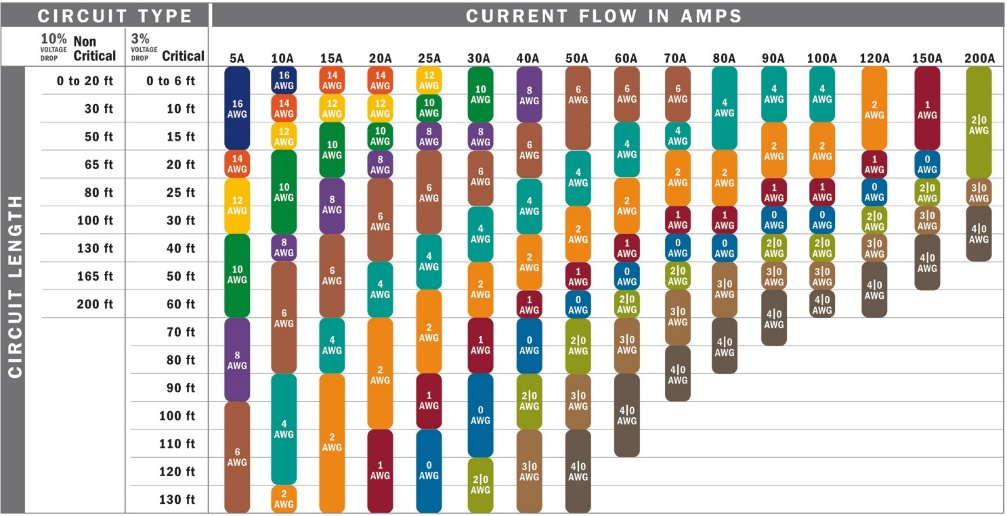 CIRCUIT TYPE
CURRENT FLOW IN AMPS
10% VOLTAGE DROP Non Critical
3% VOLTAGE DROP Critical
5A 10A 15A 20A 25A 30A 40A 50A 60A 70A 80A 90A 100A 120A 150A 200A
CIRCUIT LENGTH
0 to 20 ft 0 to 6 ft
30 ft 10 ft
50 ft 15 ft
65 ft 20 ft
80 ft 25 ft
100 ft 30 ft
130 ft 40 ft
165 ft 50 ft
200 ft 60 ft
70 ft
80 ft
90 ft
100 ft
110 ft
120 ft
130 ft
16 AWG 14 AWG 12 AWG 10 AWG 8 AWG 6 AWG
16 AWG 14 AWG 12 AWG 10 AWG 8 AWG 6 AWG 4 AWG 2 AWG
14 AWG 12 AWG 10 AWG 8 AWG 6 AWG 4 AWG 2 AWG
14 AWG 12 AWG 10 AWG 8 AWG 6 AWG 4 AWG 2 AWG 1 AWG
12 AWG 10 AWG 8 AWG 6 AWG 4 AWG 2 AWG 1 AWG 0 AWG
10 AWG 8 AWG 6 AWG 4 AWG 2 AWG 1 AWG 0 AWG 2|0 AWG
8 AWG 6 AWG 4 AWG 2 AWG 1 AWG 0 AWG 2|0 AWG 3|0 AWG
6 AWG 4 AWG 2 AWG 1 AWG 0 AWG 2|0 AWG 3|0 AWG 4|0 AWG
6 AWG 4 AWG 2 AWG 1 AWG 0 AWG 2|0 AWG 3|0 AWG 4|0 AWG
6 AWG 4 AWG 2 AWG 1 AWG 0 AWG 2|0 AWG 3|0 AWG 4|0 AWG
4 AWG 2 AWG 1 AWG 0 AWG 3|0 AWG 4|0 AWG
4 AWG 2 AWG 1 AWG 0 AWG 2|0 AWG 3|0 AWG 4|0 AWG
4 AWG 2 AWG 1 AWG 0 AWG 2|0 AWG 3|0 AWG 4|0 AWG
2 AWG 1 AWG 0 AWG 2|0 AWG 3|0 AWG 4|0 AWG
1 AWG 0 AWG 2|0 AWG 3|0 AWG 4|0 AWG
2|0 AWG 3|0 AWG 4|0 AWG